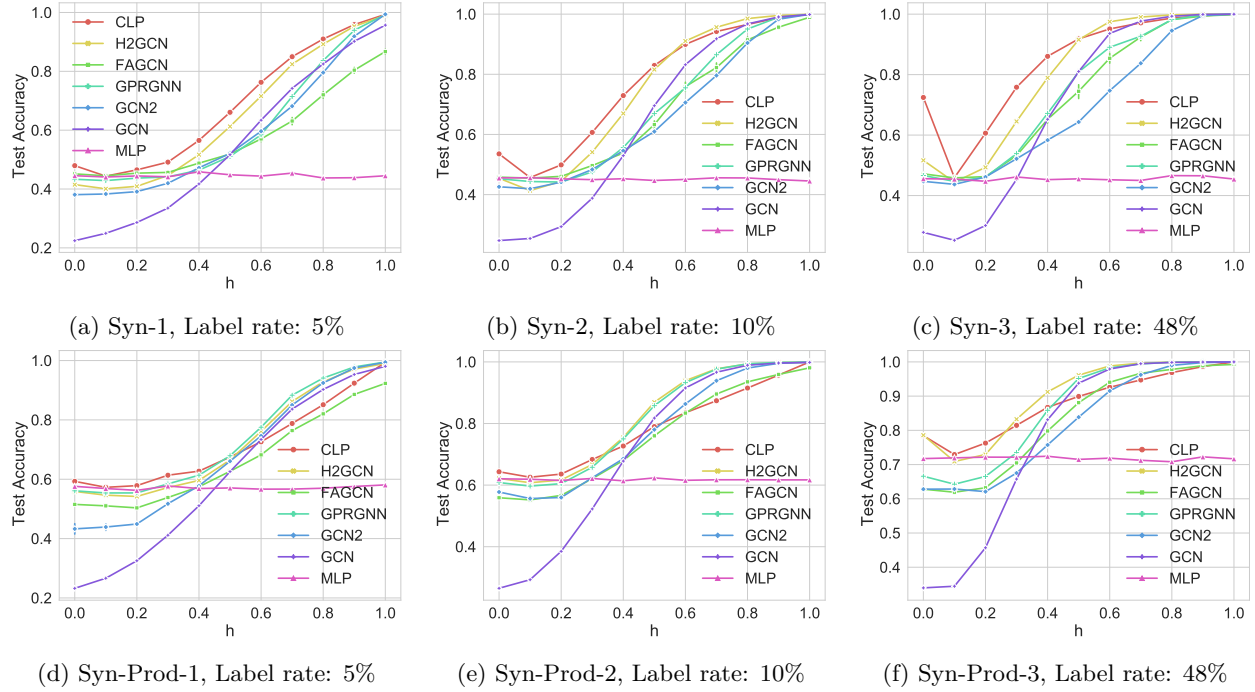 1.0
0.8
0.6
0.4
0.2
Test Accuracy
CLP
H2GCN
FAGCN
GPRGNN
GCN2
GCN
MLP
0.0 0.2 0.4 0.6 0.8 1.0
h
(a) Syn-1, Label rate: 5%
1.0
0.8
0.6
0.4
Test Accuracy
CLP
H2GCN
FAGCN
GPRGNN
GCN2
GCN
MLP
0.0 0.2 0.4 0.6 0.8 1.0
h
(b) Syn-2, Label rate: 10%
1.0
0.8
0.6
0.4
Test Accuracy
CLP
H2GCN
FAGCN
GPRGNN
GCN2
GCN
MLP
0.0 0.2 0.4 0.6 0.8 1.0
h
(c) Syn-3, Label rate: 48%
1.0
0.8
0.6
0.4
0.2
Test Accuracy
CLP
H2GCN
FAGCN
GPRGNN
GCN2
GCN
MLP
0.0 0.2 0.4 0.6 0.8 1.0
h
(d) Syn-Prod-1, Label rate: 5%
1.0
0.8
0.6
0.4
Test Accuracy
CLP
H2GCN
FAGCN
GPRGNN
GCN2
GCN
MLP
0.0 0.2 0.4 0.6 0.8 1.0
h
(e) Syn-Prod-2, Label rate: 10%
1.0
0.9
0.8
0.7
0.6
0.5
0.4
Test Accuracy
CLP
H2GCN
FAGCN
GPRGNN
GCN2
GCN
MLP
0.0 0.2 0.4 0.6 0.8 1.0
h
(f) Syn-Prod-3, Label rate: 48%